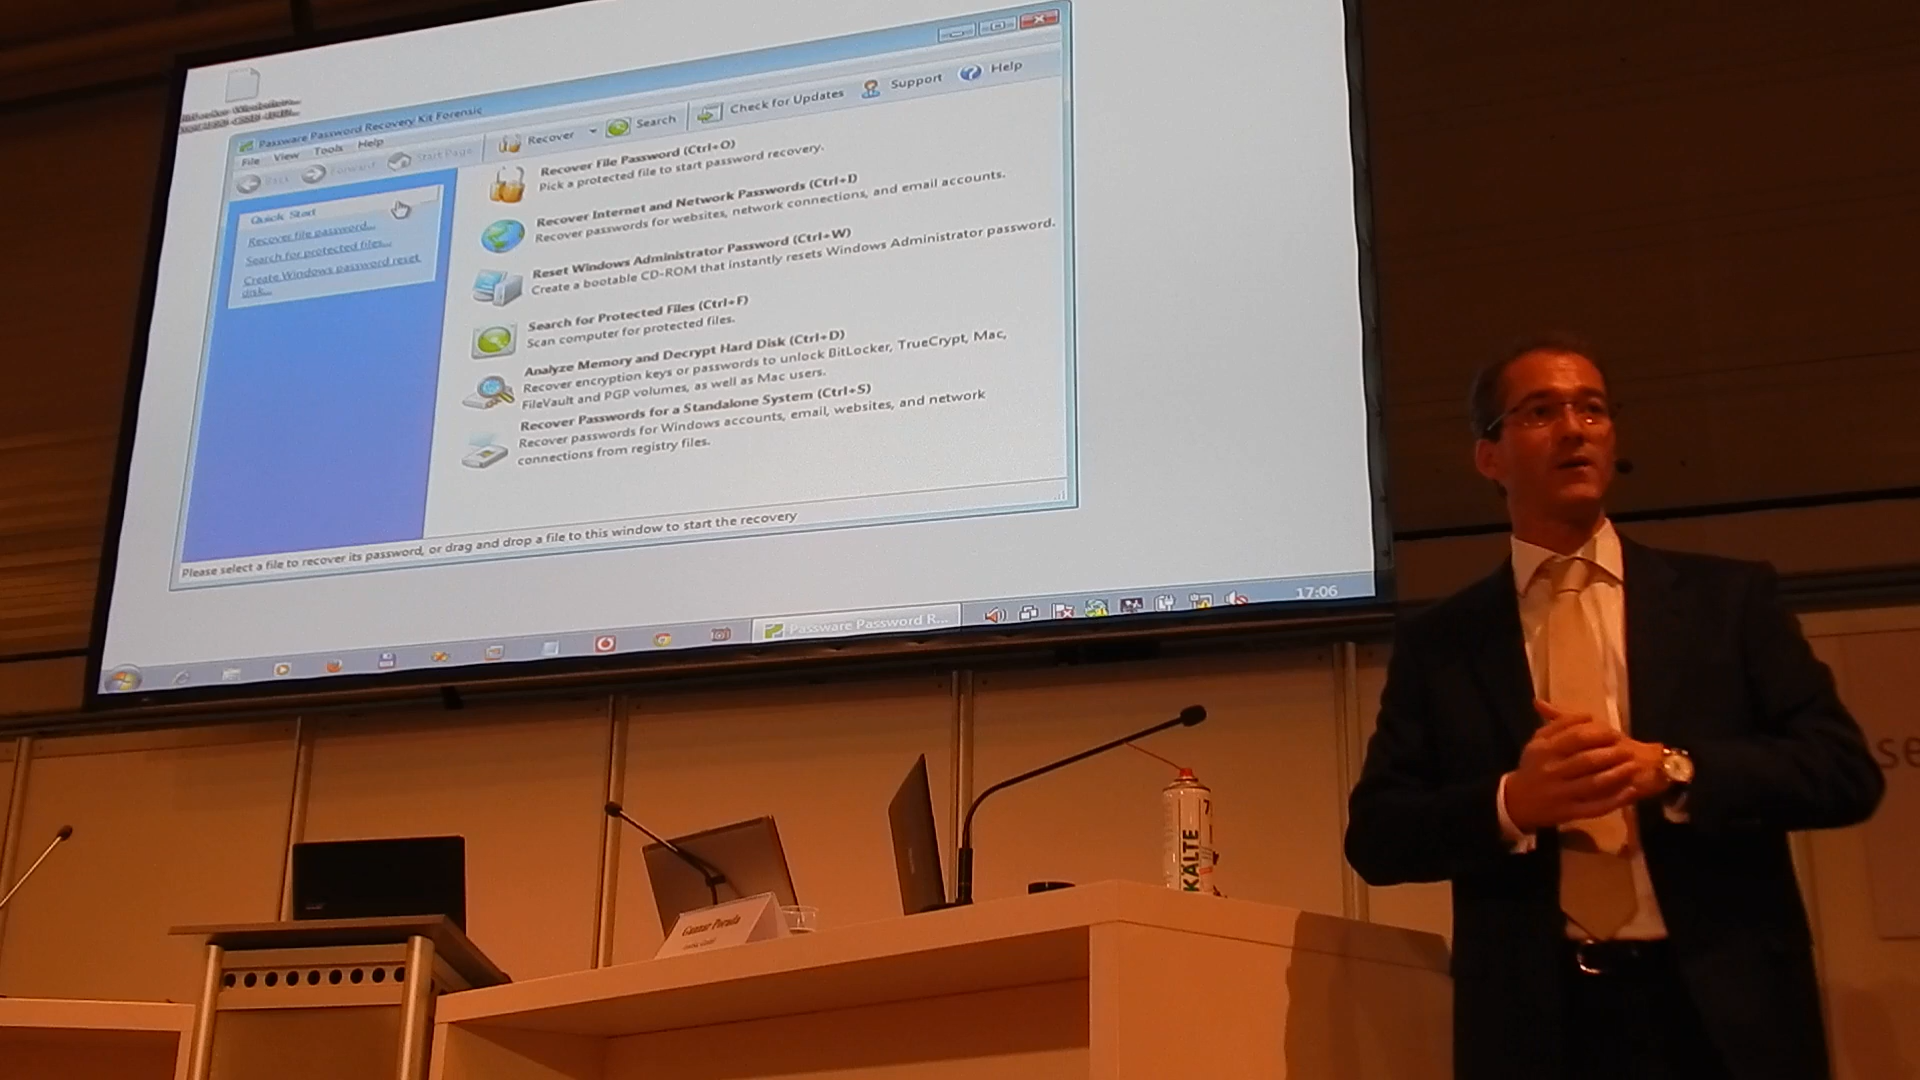 Passware Password Recovery Kit Forensic
File View Tools Help
Back Forward Start Page Recover Search Check for Updates Support Help
Quick Start
Recover file password...
Search for protected files...
Create Windows password reset
disk...
Recover File Password (Ctrl+O)
Pick a protected file to start password recovery.
Recover Internet and Network Passwords (Ctrl+I)
Recover passwords for websites, network connections, and email accounts.
Reset Windows Administrator Password (Ctrl+W)
Create a bootable CD-ROM that instantly resets Windows Administrator password.
Search for Protected Files (Ctrl+F)
Scan computer for protected files.
Analyze Memory and Decrypt Hard Disk (Ctrl+D)
Recover encryption keys or passwords to unlock BitLocker, TrueCrypt, Mac,
FileVault and PGP volumes, as well as Mac users.
Recover Passwords for a Standalone System (Ctrl+S)
Recover passwords for Windows accounts, email, websites, and network
connections from registry files.
Please select a file to recover its password, or drag and drop a file to this window to start the recovery
Passware Password R...
17:06
KÄLTE
Gunnar Porada
se